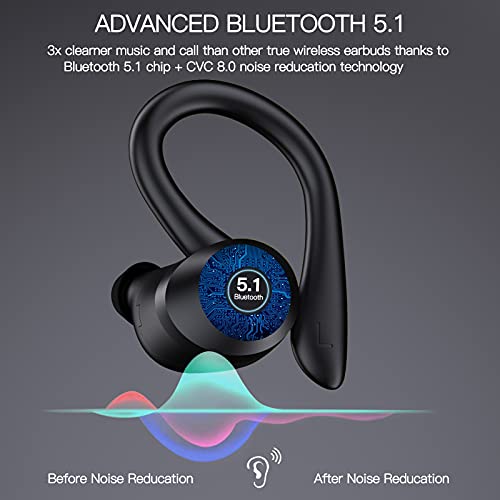 ADVANCED BLUETOOTH 5.1
3x clearner music and call than other true wireless earbuds thanks to
Bluetooth 5.1 chip + CVC 8.0 noise reducation technology
5.1
Bluetooth
L
L
Before Noise Reducation
After Noise Reducation